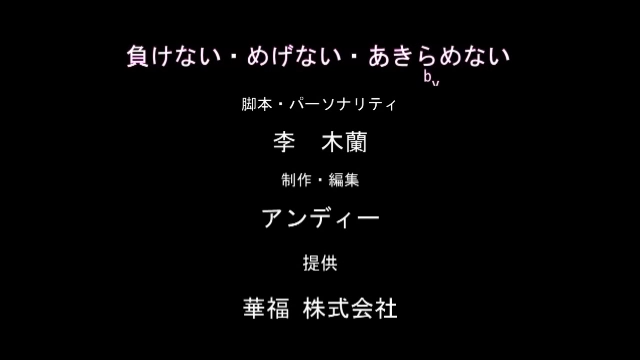 負けない・めげない・あきらめない
by
脚本・パーソナリティ
李　木蘭
制作・編集
アンディー
提供
華福 株式会社